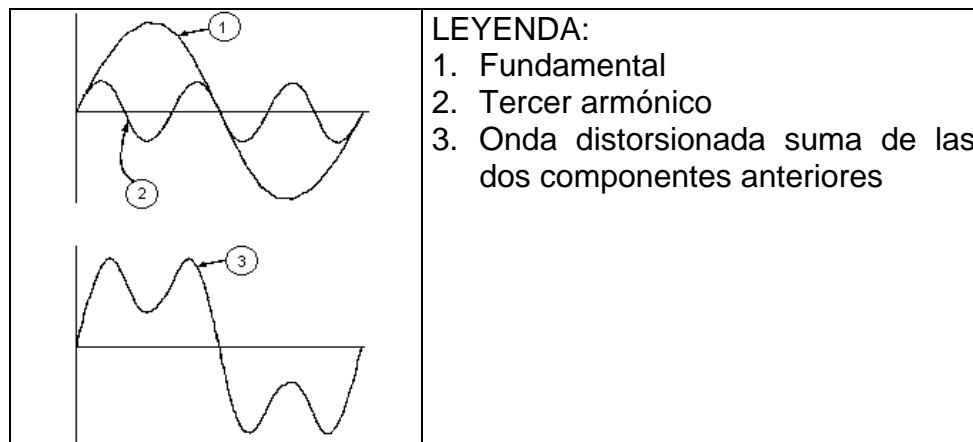 1
2
3
LEYENDA:
1. Fundamental
2. Tercer armónico
3. Onda distorsionada suma de las
dos componentes anteriores